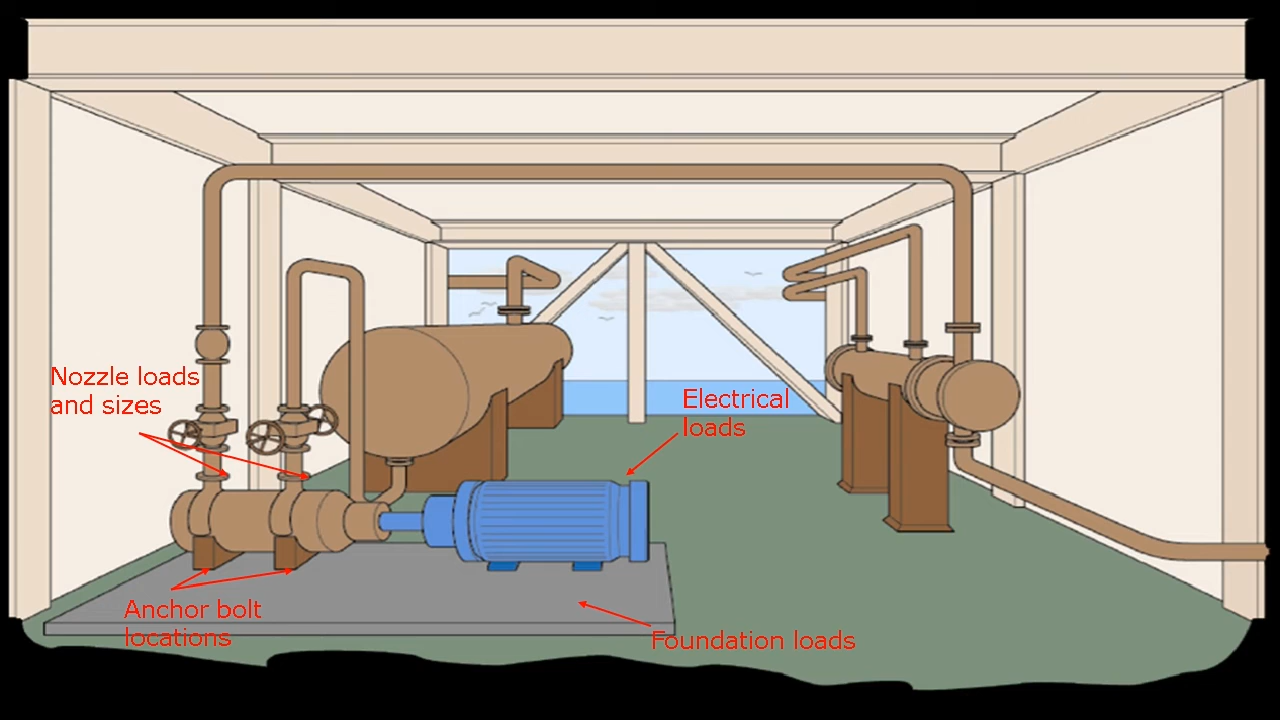 Nozzle loads
and sizes
Electrical
loads
Anchor bolt
locations
Foundation loads